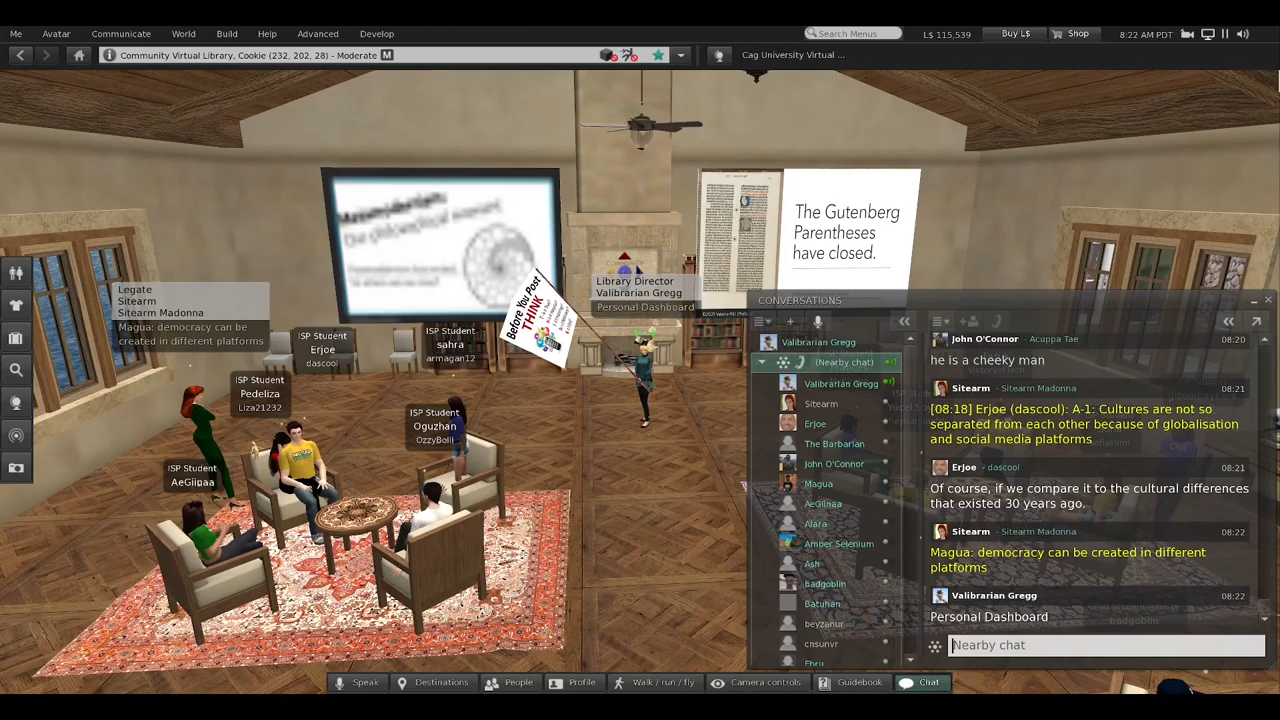 Me Avatar Communicate World Build Help Advanced Develop
Search Menus
L$ 115,539
Buy L$
Shop
8:22 AM PDT
Community Virtual Library, Cookie (232, 202, 28) - Moderate M
Cag University Virtual ...
The Gutenberg
Parentheses
have closed.
Before You Post
THINK
Library Director
Valibrarian Gregg
Personal Dashboard
Legate
Sitearm
Sitearm Madonna
Magua: democracy can be
created in different platforms
ISP Student
Erjoe
dascool
ISP Student
sahra
armagan12
ISP Student
Pedeliza
Liza21232
ISP Student
Oguzhan
OzzyBolii
ISP Student
AeGiinaa
CONVERSATIONS
Valibrarian Gregg
(Nearby chat)
Valibrarian Gregg
Sitearm
Erjoe
The Barbarian
John O'Connor
Magua
AeGiinaa
Alara
Amber Selenium
Ash
badgoblin
Batuhan
beyzanur
cnsunvr
Ebru
John O'Connor - Acuppa Tae 08:20
he is a cheeky man
Sitearm - Sitearm Madonna 08:21
[08:18] Erjoe (dascool): A-1: Cultures are not so
separated from each other because of globalisation
and social media platforms
Erjoe - dascool 08:21
Of course, if we compare it to the cultural differences
that existed 30 years ago.
Sitearm - Sitearm Madonna 08:22
Magua: democracy can be created in different
platforms
Valibrarian Gregg 08:22
Personal Dashboard
badgoblin
Nearby chat
Speak
Destinations
People
Profile
Walk / run / fly
Camera controls
Guidebook
Chat